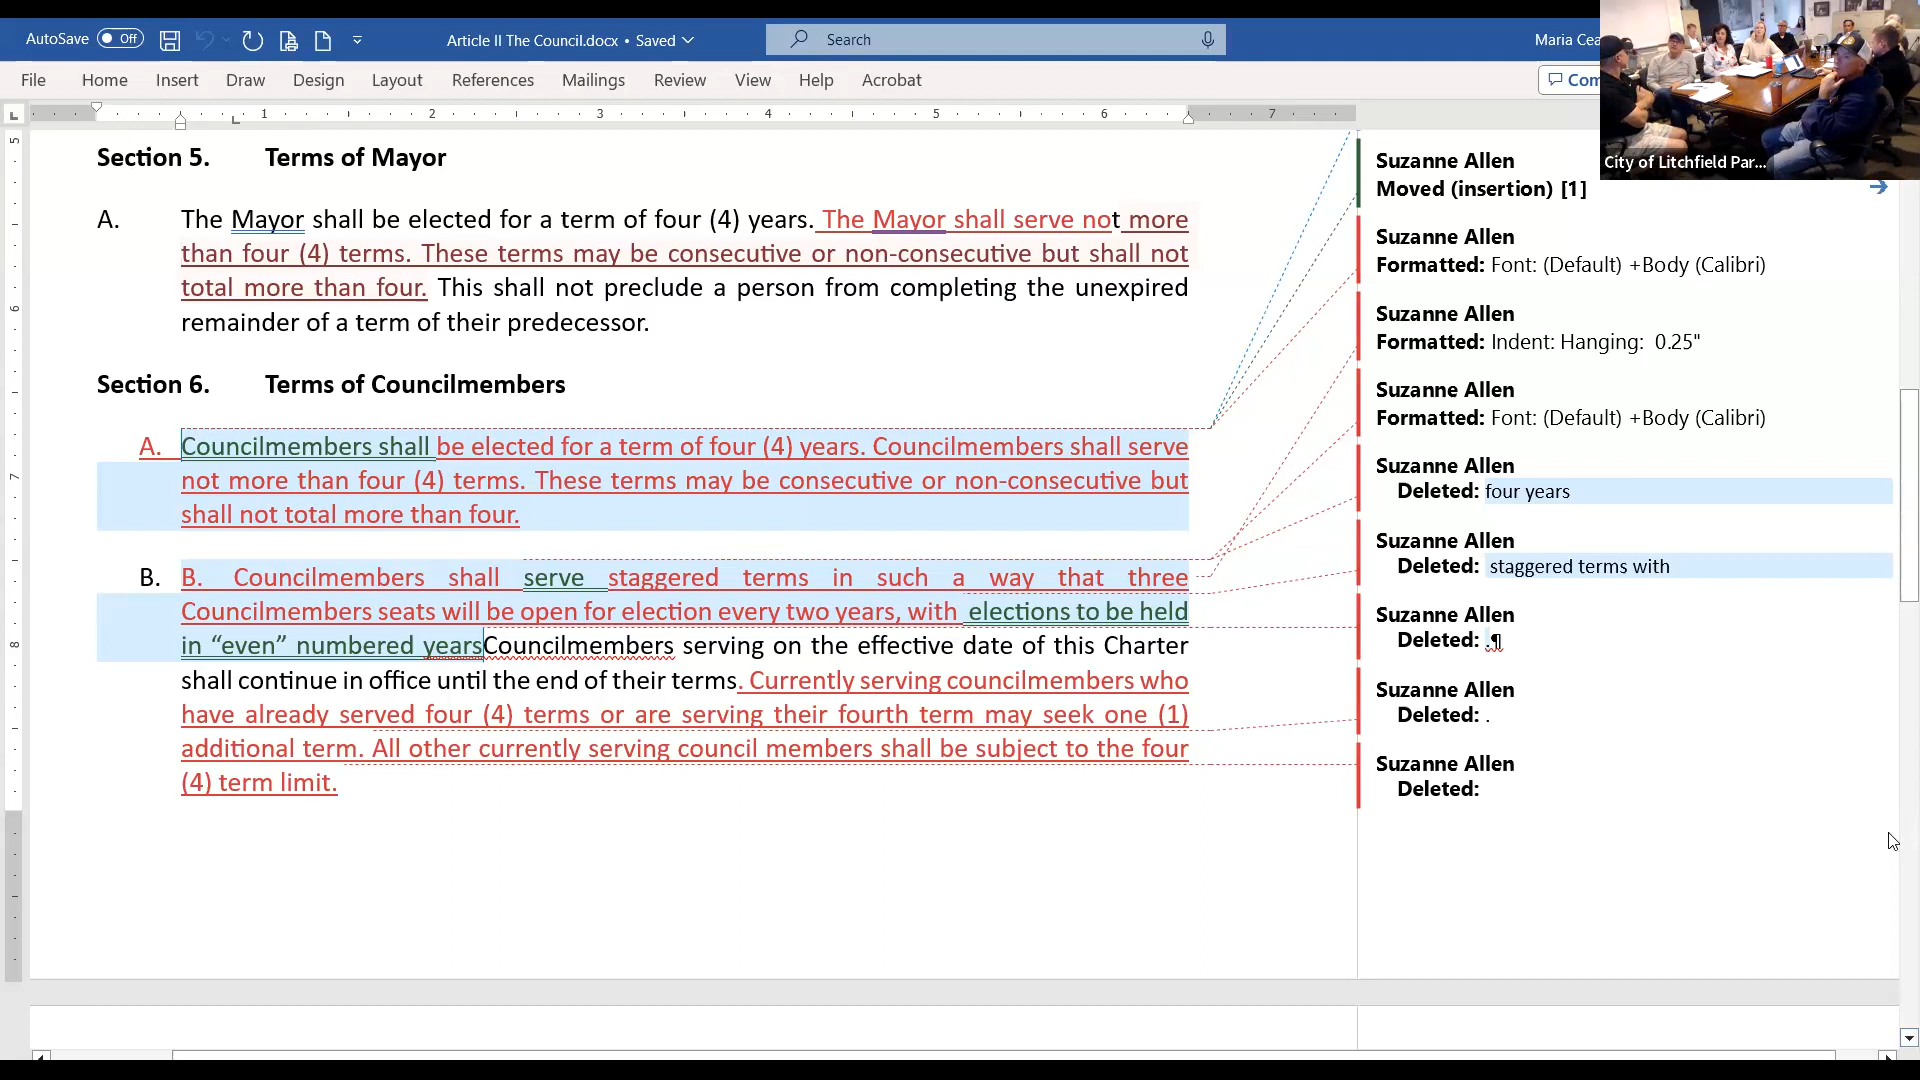 AutoSave Off Article II The Council.docx • Saved Search Maria Cea
File Home Insert Draw Design Layout References Mailings Review View Help Acrobat Com
1 2 3 4 5 6 7
5
6
7
8
Section 5. Terms of Mayor
A. The Mayor shall be elected for a term of four (4) years. The Mayor shall serve not more
than four (4) terms. These terms may be consecutive or non-consecutive but shall not
total more than four. This shall not preclude a person from completing the unexpired
remainder of a term of their predecessor.
Section 6. Terms of Councilmembers
A. Councilmembers shall be elected for a term of four (4) years. Councilmembers shall serve
not more than four (4) terms. These terms may be consecutive or non-consecutive but
shall not total more than four.
B. B. Councilmembers shall serve staggered terms in such a way that three
Councilmembers seats will be open for election every two years, with elections to be held
in “even” numbered yearsCouncilmembers serving on the effective date of this Charter
shall continue in office until the end of their terms. Currently serving councilmembers who
have already served four (4) terms or are serving their fourth term may seek one (1)
additional term. All other currently serving council members shall be subject to the four
(4) term limit.
Suzanne Allen
Moved (insertion) [1]
Suzanne Allen
Formatted: Font: (Default) +Body (Calibri)
Suzanne Allen
Formatted: Indent: Hanging: 0.25"
Suzanne Allen
Formatted: Font: (Default) +Body (Calibri)
Suzanne Allen
Deleted: four years
Suzanne Allen
Deleted: staggered terms with
Suzanne Allen
Deleted: .¶
Suzanne Allen
Deleted: .
Suzanne Allen
Deleted:
City of Litchfield Par...